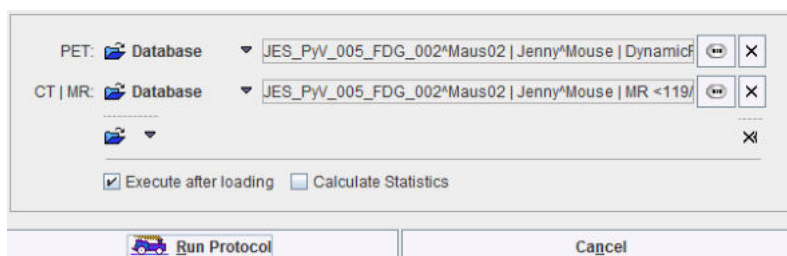 PET: Database JES_PyV_005_FDG_002^Maus02 | Jenny^Mouse | DynamicF
CT | MR: Database JES_PyV_005_FDG_002^Maus02 | Jenny^Mouse | MR <119/
Execute after loading Calculate Statistics
Run Protocol Cancel